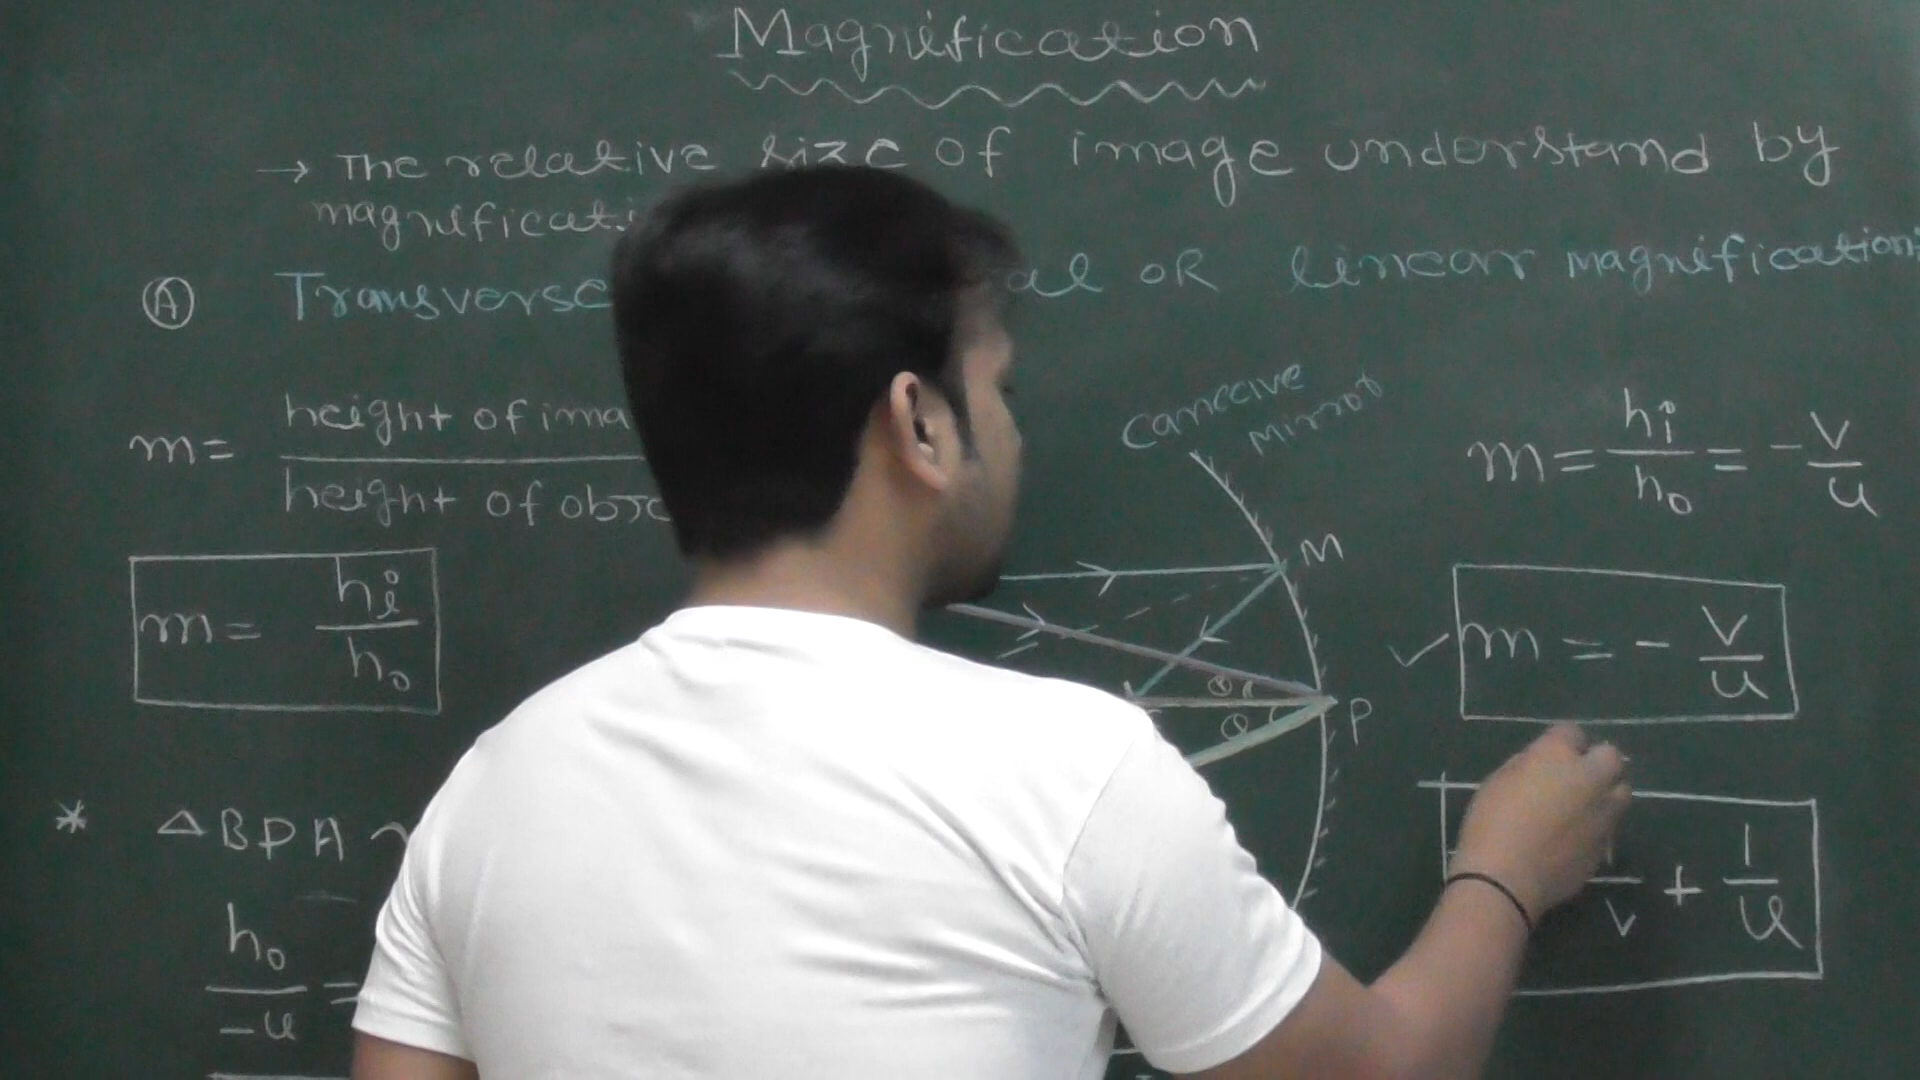 Magnification
→ The relative size of image understand by
magnificati
Ⓐ Transverse al OR linear magnification:
m = height of ima
height of obje
m = hi/ho
concave
mirror
M
P
θ
θ
m = hi/ho = -v/u
✓ m = - v/u
1/v + 1/u
* △BPA ~
ho/-u =